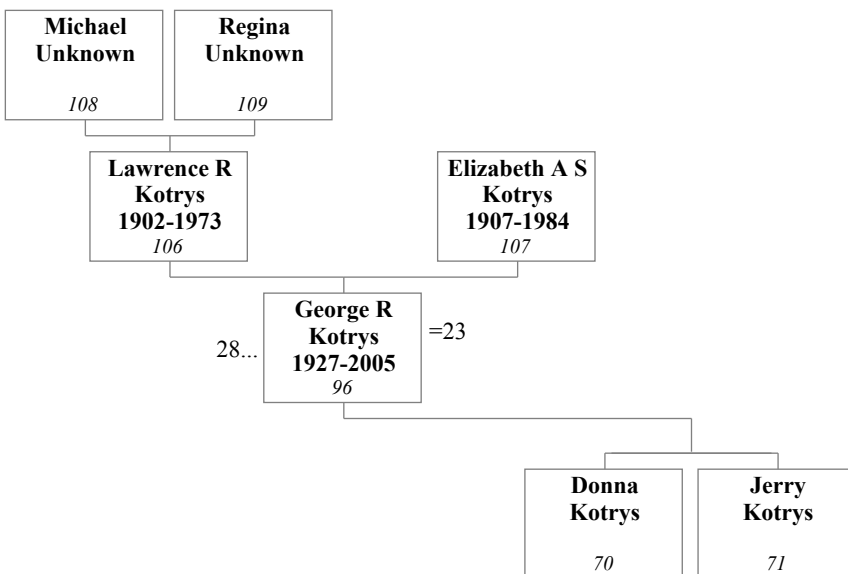 Michael
Unknown
108
Regina
Unknown
109
Lawrence R
Kotrys
1902-1973
106
Elizabeth A S
Kotrys
1907-1984
107
28...
George R
Kotrys
1927-2005
96
=23
Donna
Kotrys
70
Jerry
Kotrys
71